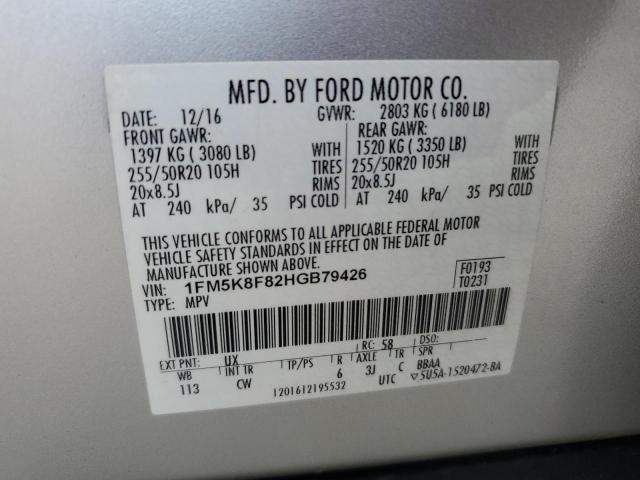 MFD. BY FORD MOTOR CO.
DATE: 12/16 GVWR: 2803 KG ( 6180 LB)
FRONT GAWR: REAR GAWR:
1397 KG ( 3080 LB) WITH 1520 KG ( 3350 LB) WITH
255/50R20 105H TIRES 255/50R20 105H TIRES
20x8.5J RIMS 20x8.5J RIMS
AT 240 kPa/ 35 PSI COLD AT 240 kPa/ 35 PSI COLD
THIS VEHICLE CONFORMS TO ALL APPLICABLE FEDERAL MOTOR
VEHICLE SAFETY STANDARDS IN EFFECT ON THE DATE OF
MANUFACTURE SHOWN ABOVE.
VIN: 1FM5K8F82HGB79426 F0193
TYPE: MPV T0231
EXT PNT: UX RC: 58 DSO:
WB INT TR TP/PS R AXLE TR SPR
113 CW 6 3J C BBAA
1201612195532 UTC ▽5U5A-1520472-BA